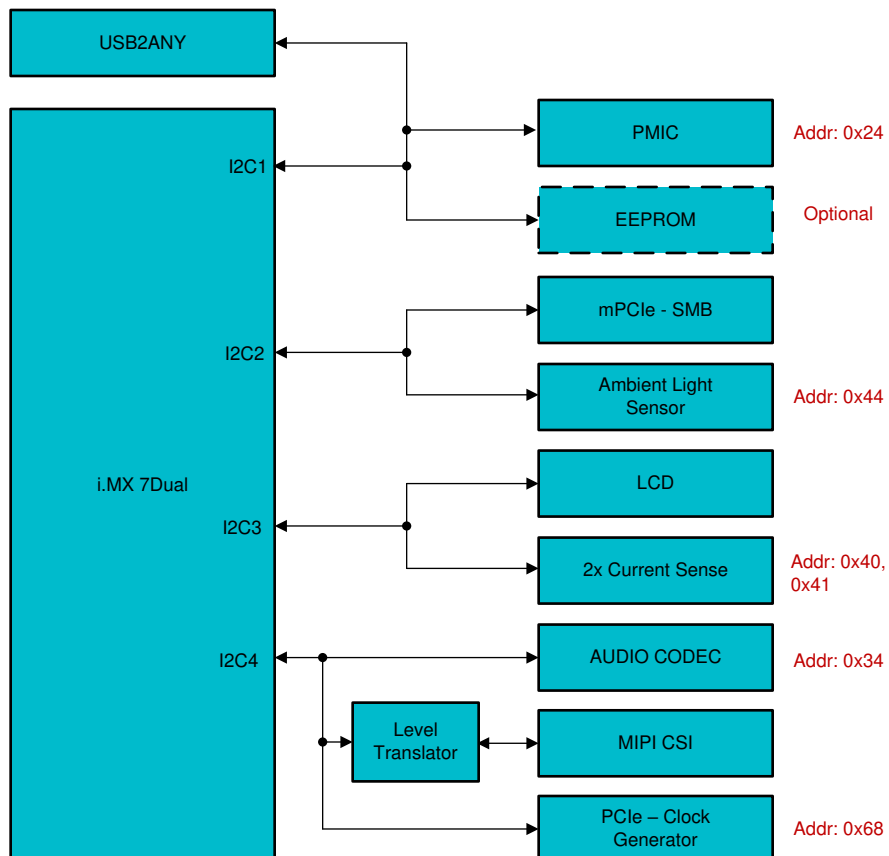 USB2ANY
PMIC
Addr: 0x24
I2C1
EEPROM
Optional
mPCIe - SMB
I2C2
Ambient Light
Sensor
Addr: 0x44
i.MX 7Dual
LCD
I2C3
2x Current Sense
Addr: 0x40,
0x41
I2C4
AUDIO CODEC
Addr: 0x34
Level
Translator
MIPI CSI
PCIe – Clock
Generator
Addr: 0x68